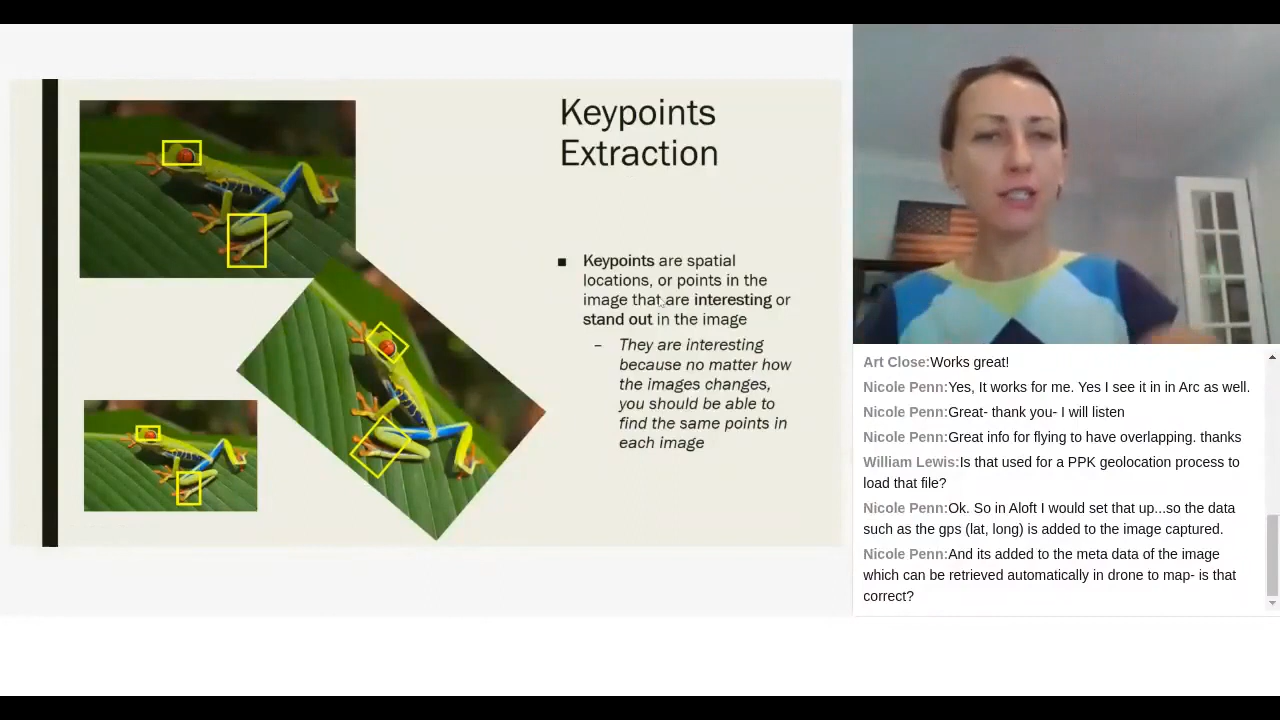 Keypoints
Extraction
■ Keypoints are spatial
locations, or points in the
image that are interesting or
stand out in the image
– They are interesting
because no matter how
the images changes,
you should be able to
find the same points in
each image
Art Close:Works great!
Nicole Penn:Yes, It works for me. Yes I see it in in Arc as well.
Nicole Penn:Great- thank you- I will listen
Nicole Penn:Great info for flying to have overlapping. thanks
William Lewis:Is that used for a PPK geolocation process to
load that file?
Nicole Penn:Ok. So in Aloft I would set that up...so the data
such as the gps (lat, long) is added to the image captured.
Nicole Penn:And its added to the meta data of the image
which can be retrieved automatically in drone to map- is that
correct?